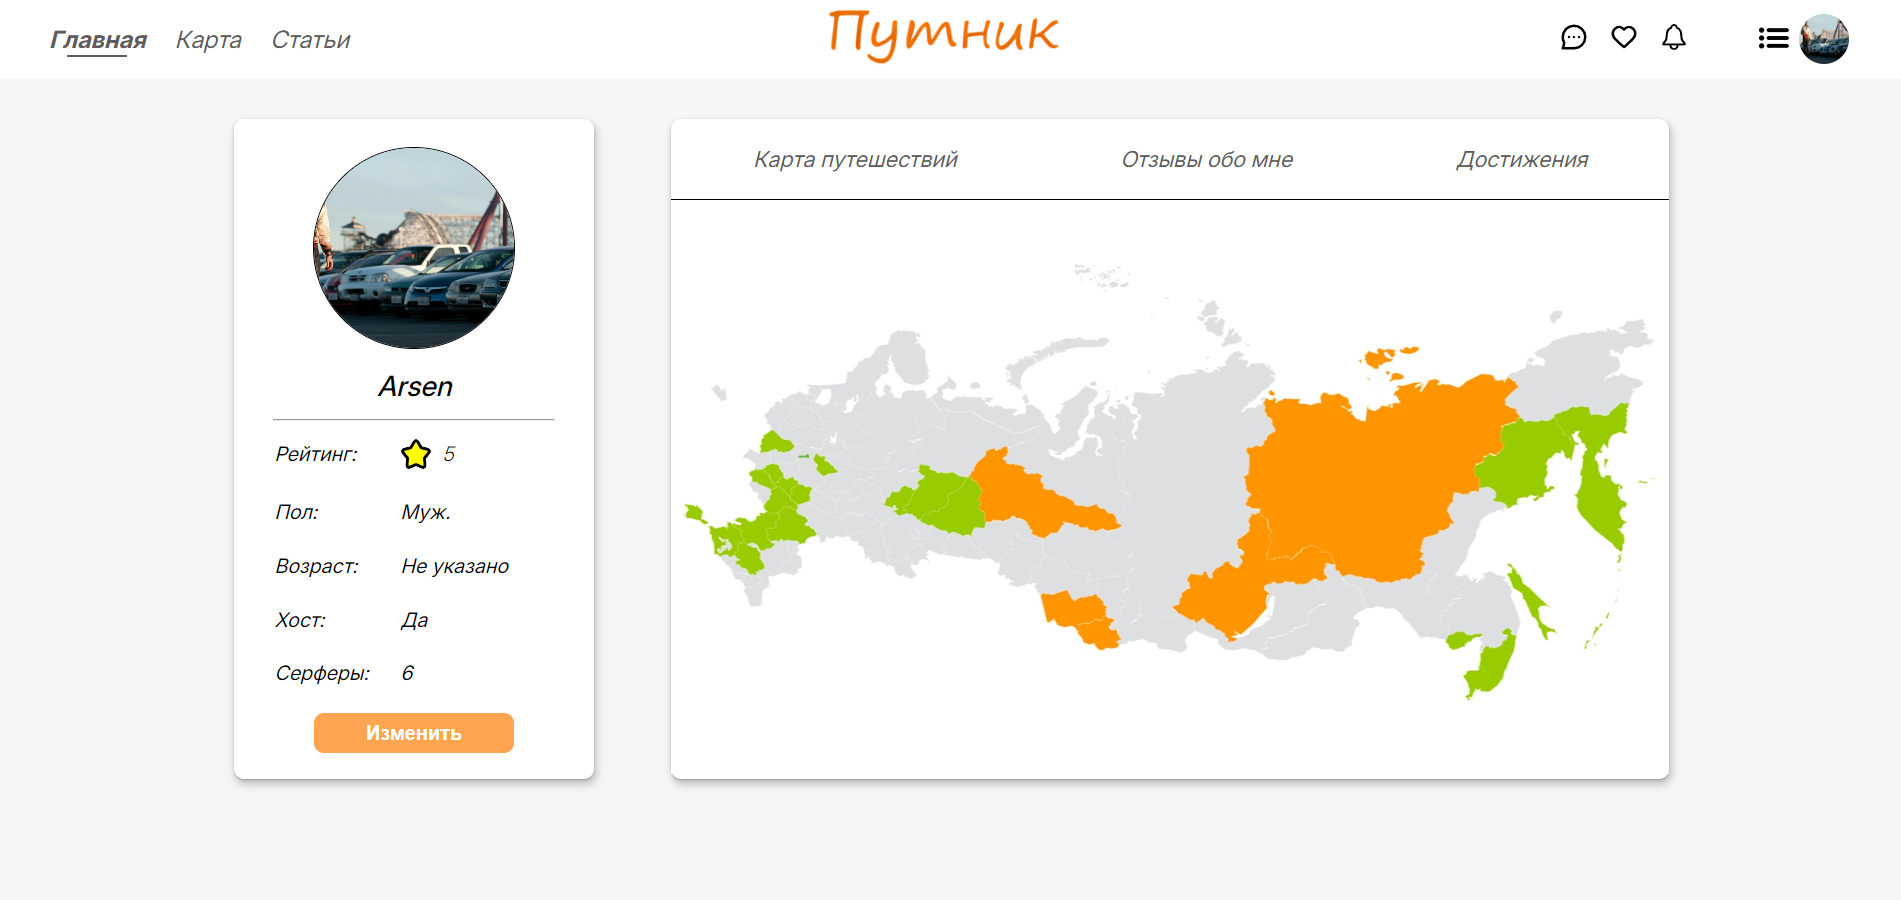 Главная Карта Статьи
Путник
Arsen
Рейтинг: 5
Пол: Муж.
Возраст: Не указано
Хост: Да
Серферы: 6
Изменить
Карта путешествий Отзывы обо мне Достижения